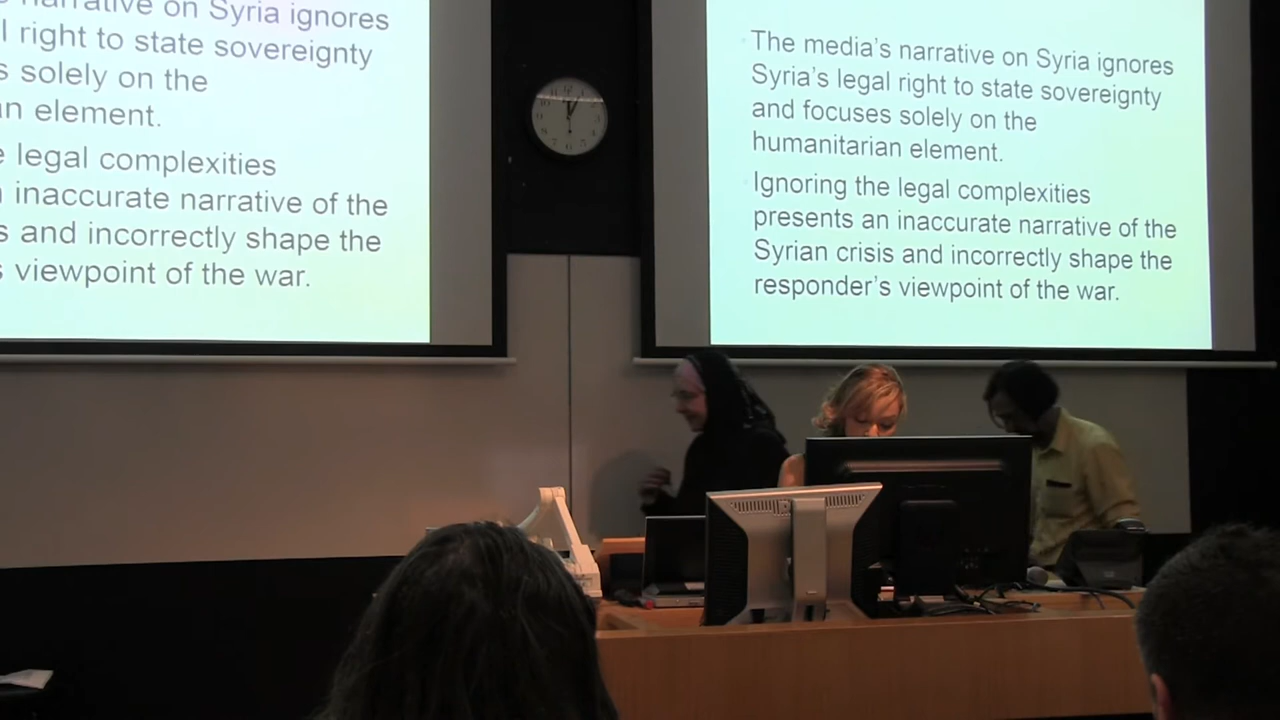 narrative on Syria ignores
l right to state sovereignty
s solely on the
an element.
e legal complexities
inaccurate narrative of the
s and incorrectly shape the
s viewpoint of the war.
The media's narrative on Syria ignores
Syria's legal right to state sovereignty
and focuses solely on the
humanitarian element.
Ignoring the legal complexities
presents an inaccurate narrative of the
Syrian crisis and incorrectly shape the
responder's viewpoint of the war.